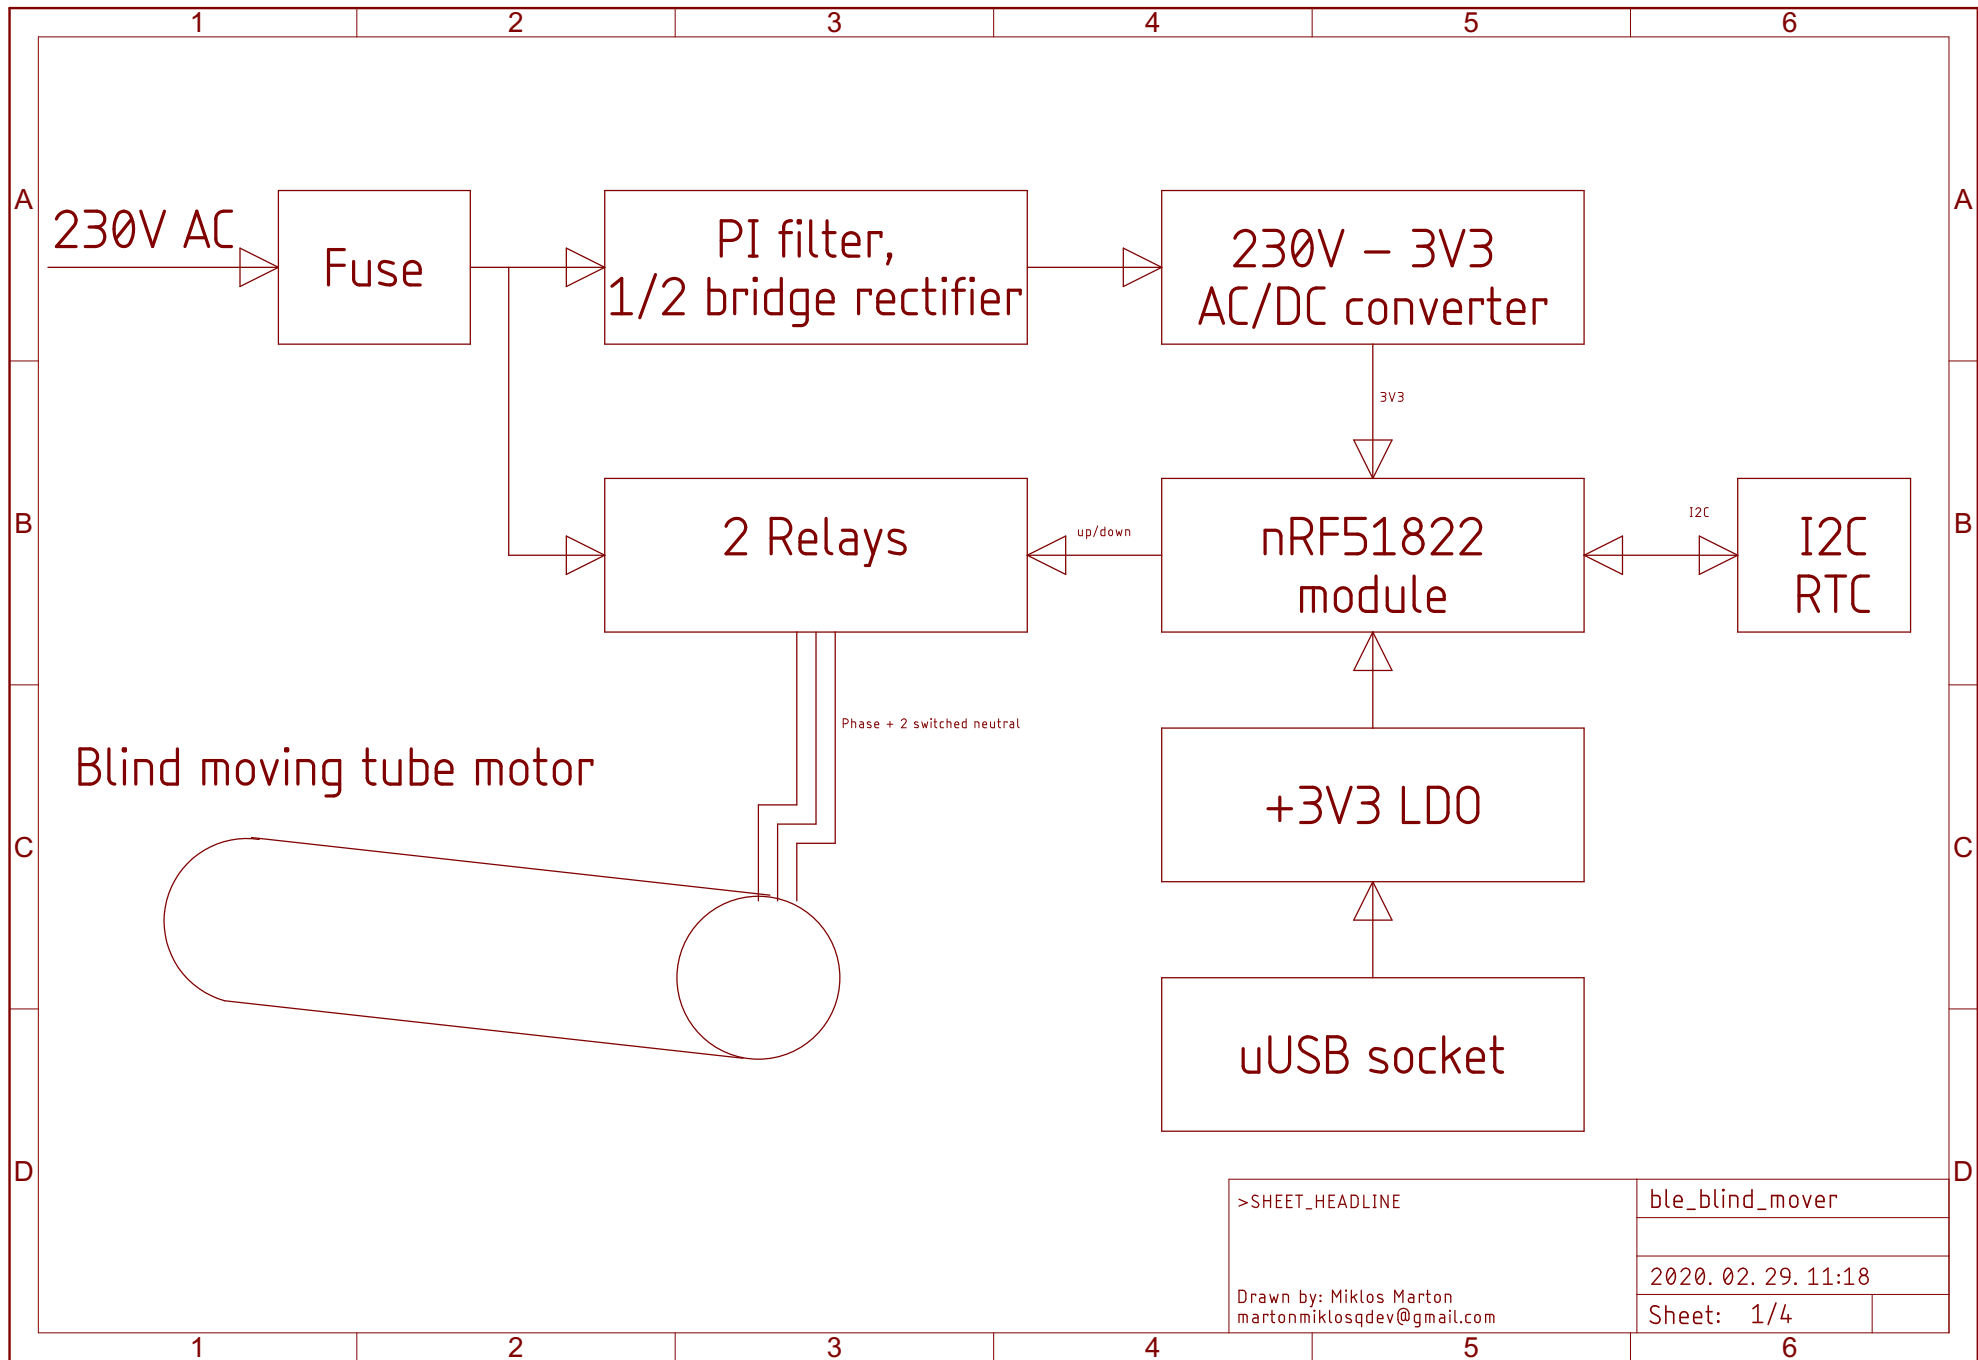 1 2 3 4 5 6
A A
230V AC
Fuse
PI filter,
1/2 bridge rectifier
230V - 3V3
AC/DC converter
3V3
B B
2 Relays
up/down
nRF51822
module
I2C
I2C
RTC
Phase + 2 switched neutral
Blind moving tube motor
+3V3 LDO
C C
uUSB socket
D D
>SHEET_HEADLINE
ble_blind_mover
2020. 02. 29. 11:18
Drawn by: Miklos Marton
martonmiklosqdev@gmail.com
Sheet: 1/4
1 2 3 4 5 6